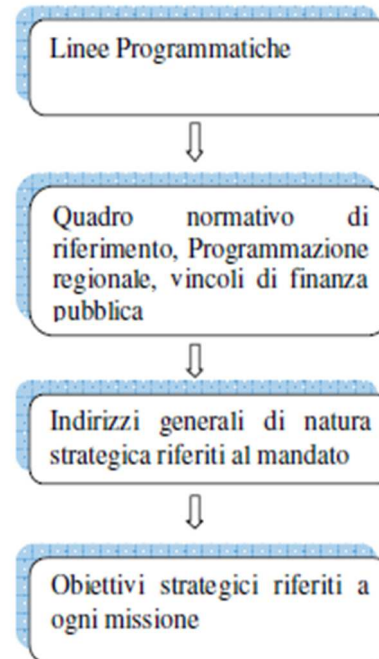 Linee Programmatiche
Quadro normativo di
riferimento, Programmazione
regionale, vincoli di finanza
pubblica
Indirizzi generali di natura
strategica riferiti al mandato
Obiettivi strategici riferiti a
ogni missione